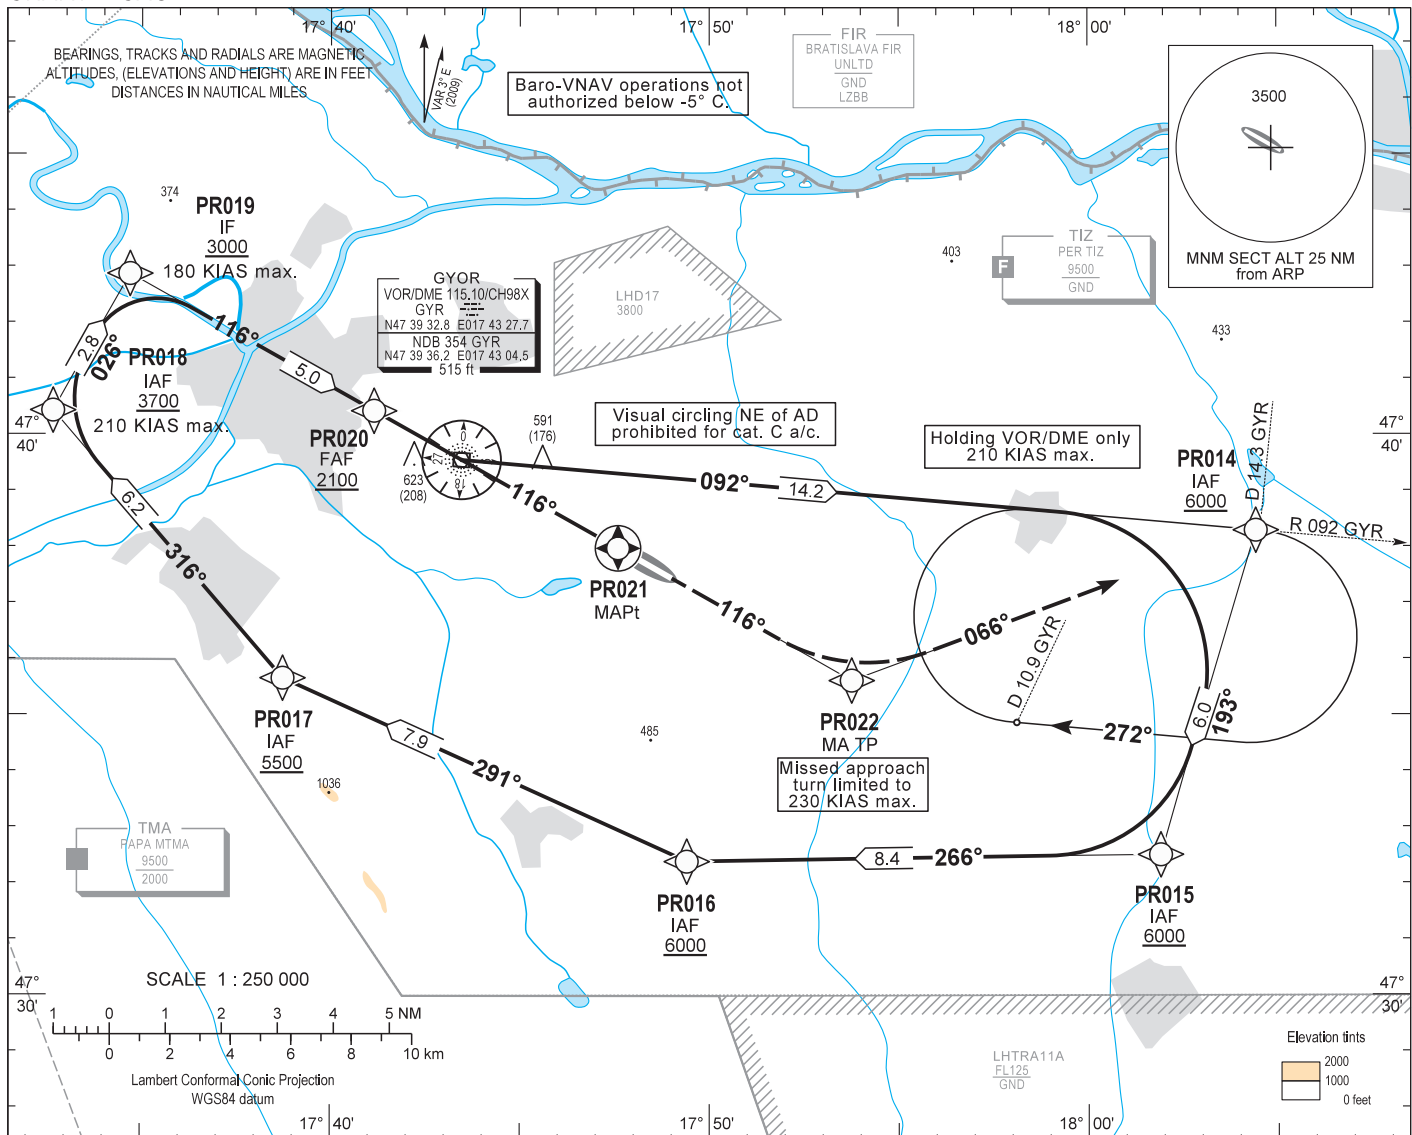 17° 40'
17° 50'
18° 00'
BEARINGS, TRACKS AND RADIALS ARE MAGNETIC
ALTITUDES, (ELEVATIONS AND HEIGHT) ARE IN FEET
DISTANCES IN NAUTICAL MILES
VAR 3° E
(2009)
Baro-VNAV operations not
authorized below -5° C.
FIR
BRATISLAVA FIR
UNLTD
GND
LZBB
3500
MNM SECT ALT 25 NM
from ARP
374
PR019
IF
3000
180 KIAS max.
403
TIZ
PER TIZ
9500
GND
F
GYOR
VOR/DME 115.10/CH98X
GYR
N47 39 32.8 E017 43 27.7
NDB 354 GYR
N47 39 36,2 E017 43 04,5
515 ft
LHD17
3800
433
116°
2.8
026°
PR018
IAF
3700
210 KIAS max.
5.0
47°
40'
47°
40'
PR020
FAF
2100
623
(208)
0
27
18
591
(176)
Visual circling NE of AD
prohibited for cat. C a/c.
Holding VOR/DME only
210 KIAS max.
PR014
IAF
6000
D 14.3 GYR
R 092 GYR
092°
14.2
6.2
316°
116°
PR021
MAPt
116°
066°
D 10.9 GYR
PR017
IAF
5500
7.9
291°
485
PR022
MA TP
Missed approach
turn limited to
230 KIAS max.
272°
6.0
193°
1036
TMA
PAPA MTMA
9500
2000
8.4
266°
PR016
IAF
6000
PR015
IAF
6000
47°
30'
47°
30'
SCALE 1 : 250 000
1 0 1 2 3 4 5 NM
0 2 4 6 8 10 km
Lambert Conformal Conic Projection
WGS84 datum
LHTRA11A
FL125
GND
Elevation tints
2000
1000
0 feet
17° 40'
17° 50'
18° 00'